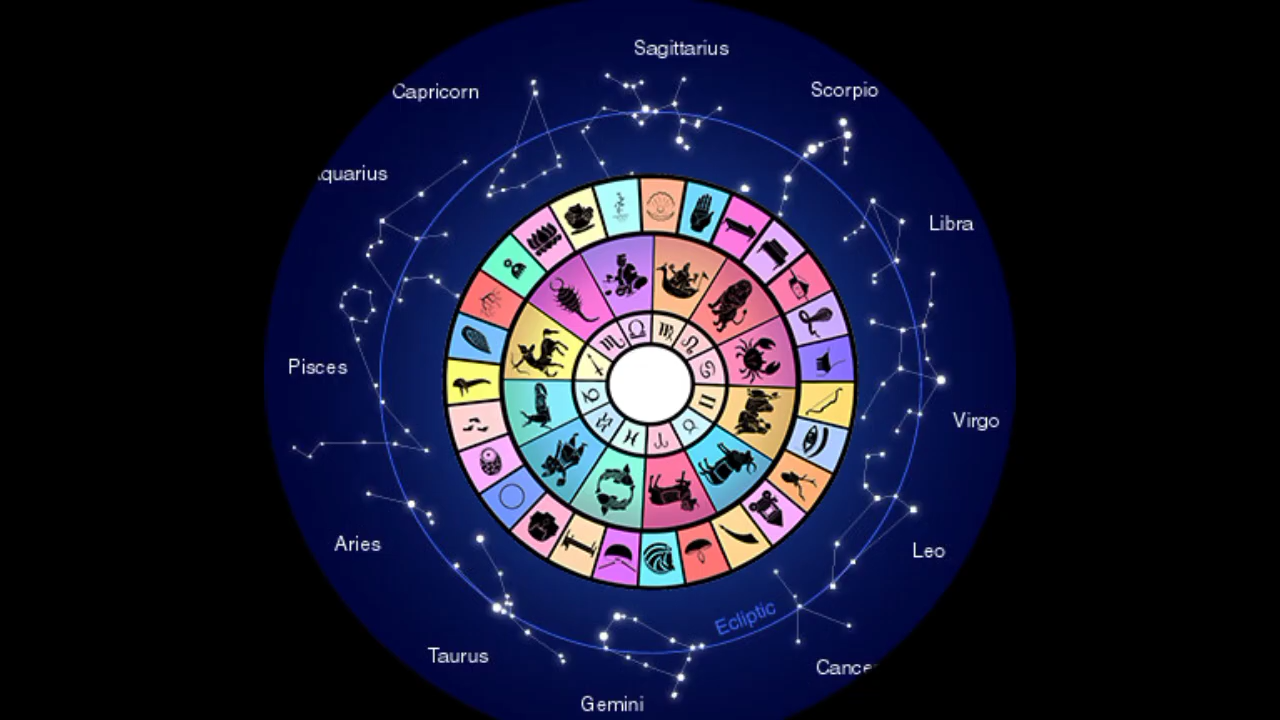 Sagittarius
Capricorn
Scorpio
quarius
Libra
Pisces
Virgo
Aries
Leo
Ecliptic
Taurus
Cance
Gemini